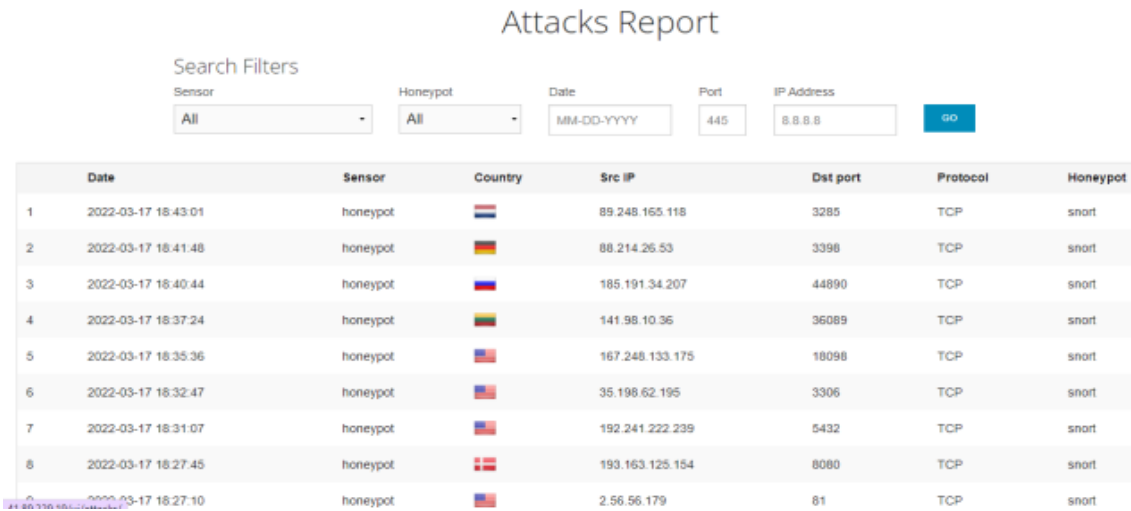 Attacks Report
Search Filters
Sensor Honeypot Date Port IP Address
All All MM-DD-YYYY 445 8.8.8.8 GO
Date Sensor Country Src IP Dst port Protocol Honeypot
1 2022-03-17 18:43:01 honeypot 89.248.165.118 3285 TCP snort
2 2022-03-17 18:41:48 honeypot 88.214.26.53 3398 TCP snort
3 2022-03-17 18:40:44 honeypot 185.191.34.207 44890 TCP snort
4 2022-03-17 18:37:24 honeypot 141.98.10.36 36089 TCP snort
5 2022-03-17 18:35:36 honeypot 167.248.133.175 18098 TCP snort
6 2022-03-17 18:32:47 honeypot 35.198.62.195 3306 TCP snort
7 2022-03-17 18:31:07 honeypot 192.241.222.239 5432 TCP snort
8 2022-03-17 18:27:45 honeypot 193.163.125.154 8080 TCP snort
18:27:10 honeypot 2.56.56.179 81 TCP snort